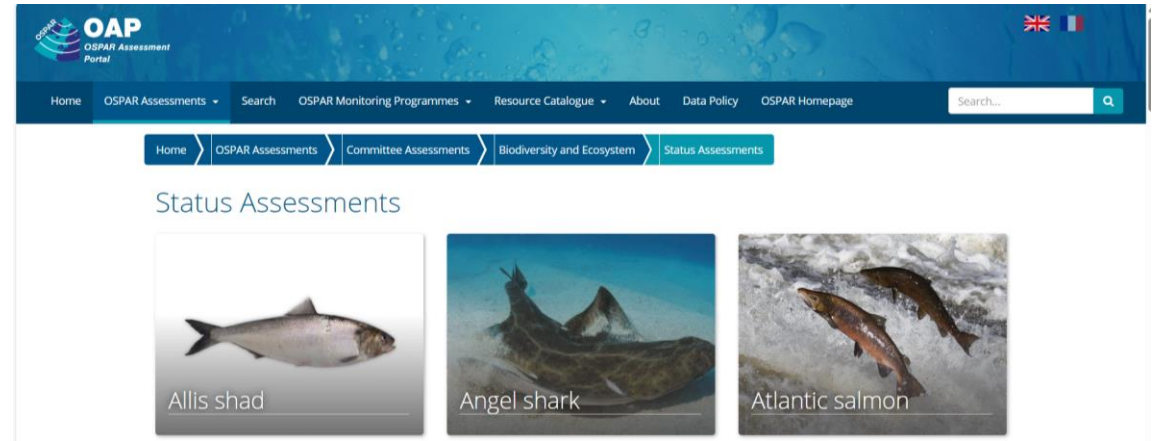 OSPAR
OAP
OSPAR Assessment
Portal
Home OSPAR Assessments Search OSPAR Monitoring Programmes Resource Catalogue About Data Policy OSPAR Homepage Search...
Home OSPAR Assessments Committee Assessments Biodiversity and Ecosystem Status Assessments
Status Assessments
Allis shad Angel shark Atlantic salmon